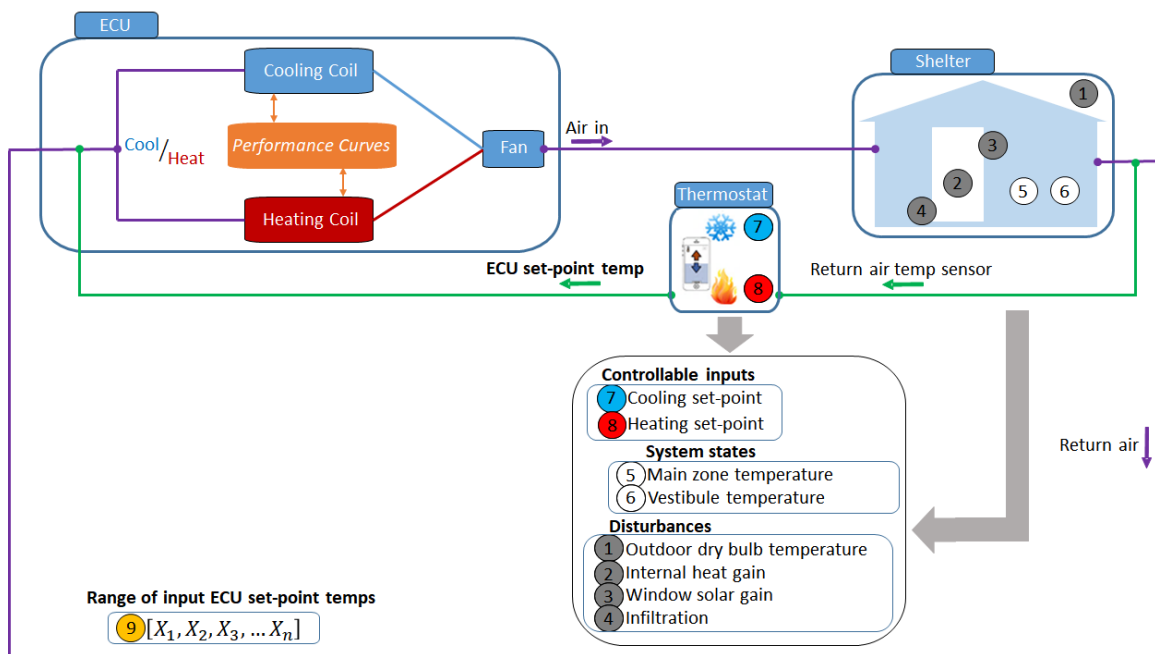 ECU
Cooling Coil
Performance Curves
Cool/Heat
Heating Coil
Fan
Air in
Shelter
1
3
2
5
6
4
Thermostat
7
8
ECU set-point temp
Return air temp sensor
Controllable inputs
7 Cooling set-point
8 Heating set-point
System states
5 Main zone temperature
6 Vestibule temperature
Disturbances
1 Outdoor dry bulb temperature
2 Internal heat gain
3 Window solar gain
4 Infiltration
Return air
Range of input ECU set-point temps
9 [X₁, X₂, X₃, … Xₙ]